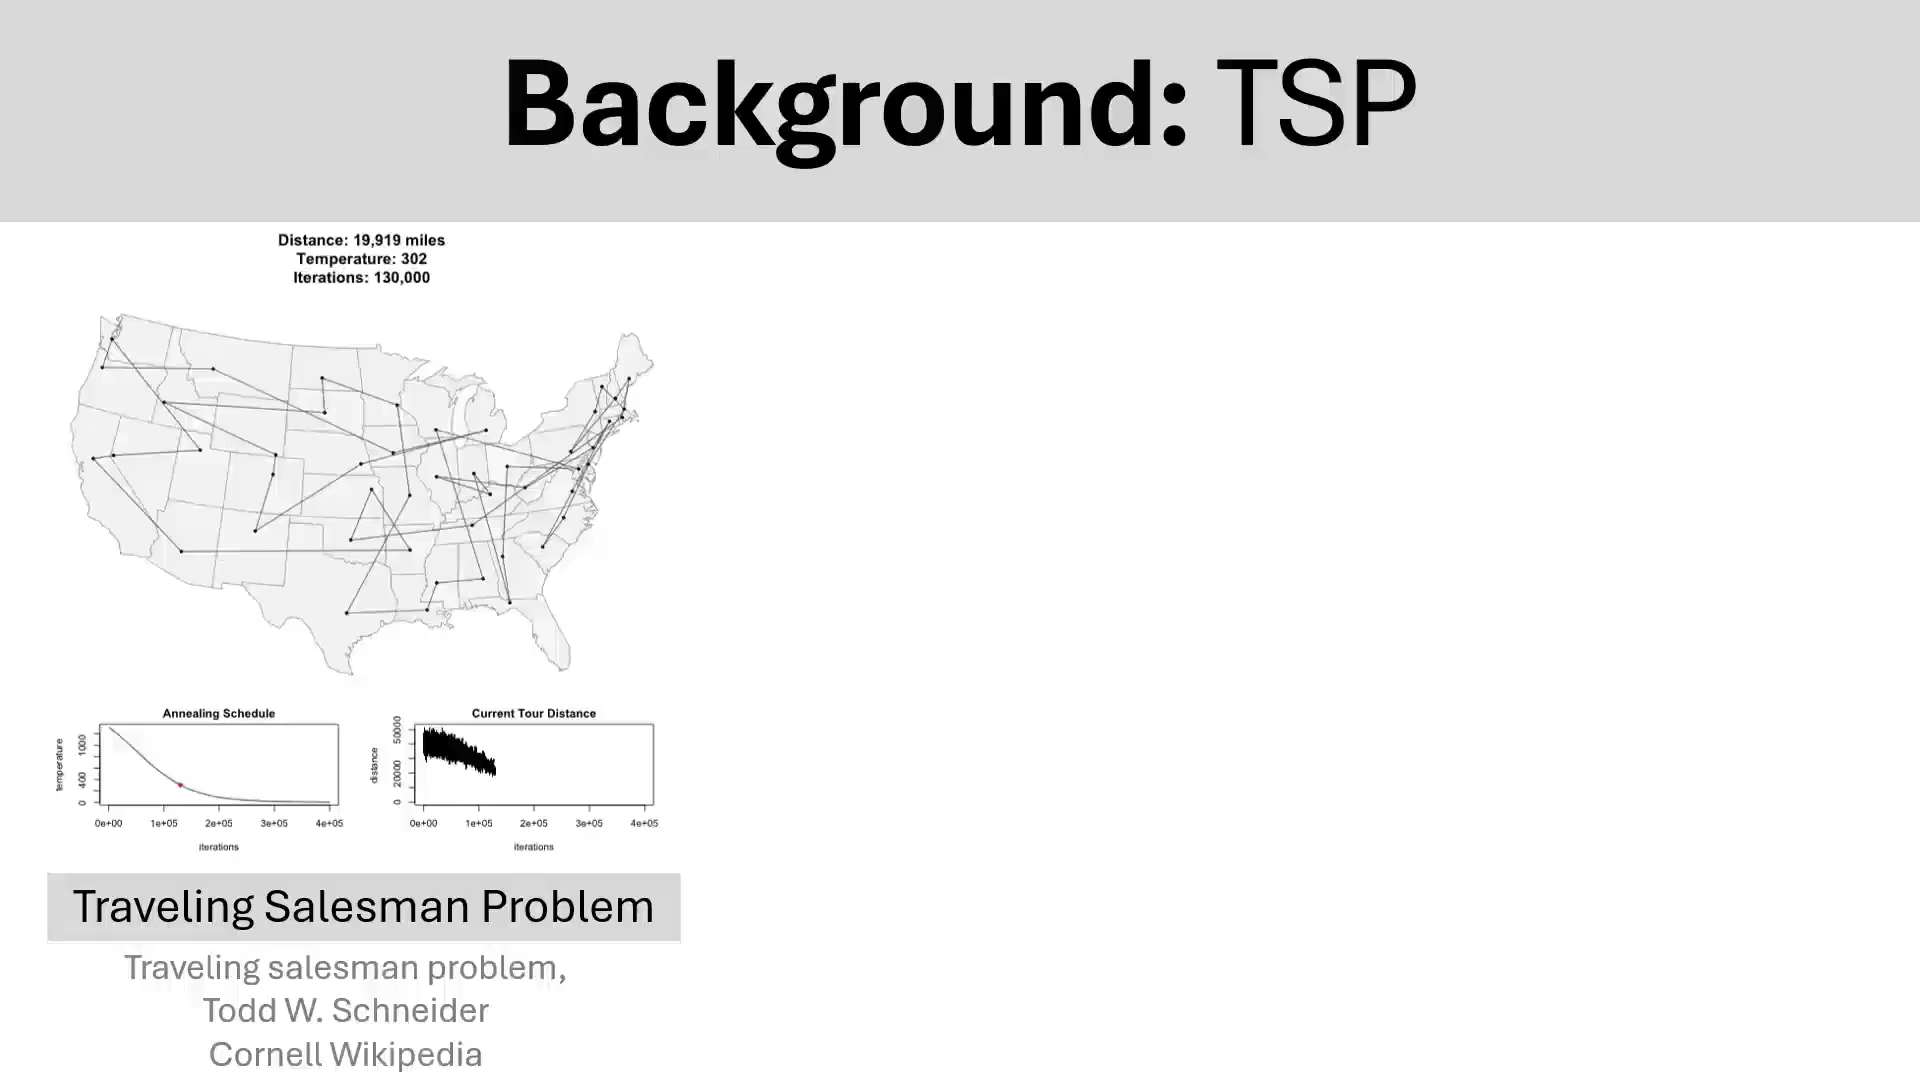 Background: TSP
Distance: 19,919 miles
Temperature: 302
Iterations: 130,000
Annealing Schedule
temperature
1000
400
0
0e+00 1e+05 2e+05 3e+05 4e+05
iterations
Current Tour Distance
distance
50000
20000
0
0e+00 1e+05 2e+05 3e+05 4e+05
iterations
Traveling Salesman Problem
Traveling salesman problem,
Todd W. Schneider
Cornell Wikipedia